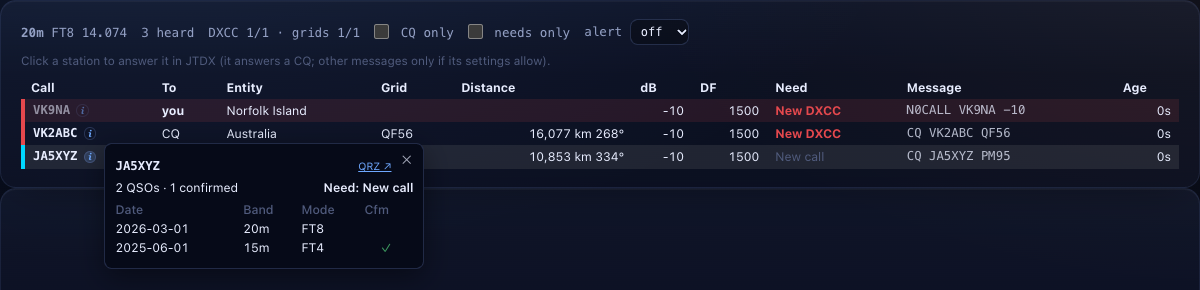 20m FT8 14.074 3 heard DXCC 1/1 · grids 1/1 CQ only needs only alert off
Click a station to answer it in JTDX (it answers a CQ; other messages only if its settings allow).
Call To Entity Grid Distance dB DF Need Message Age
VK9NA i you Norfolk Island -10 1500 New DXCC N0CALL VK9NA -10 0s
VK2ABC i CQ Australia QF56 16,077 km 268° -10 1500 New DXCC CQ VK2ABC QF56 0s
JA5XYZ i 10,853 km 334° -10 1500 New call CQ JA5XYZ PM95 0s
JA5XYZ QRZ ↗ ×
2 QSOs · 1 confirmed Need: New call
Date Band Mode Cfm
2026-03-01 20m FT8
2025-06-01 15m FT4 ✓